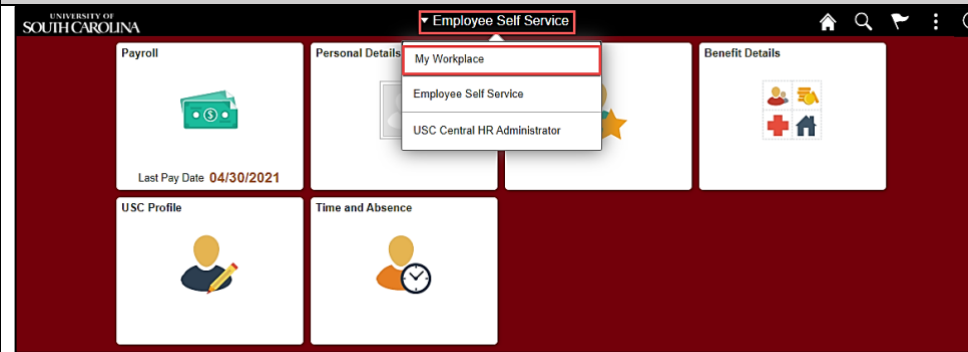 UNIVERSITY OF
SOUTH CAROLINA
Employee Self Service
Payroll
Personal Details
My Workplace
Benefit Details
Employee Self Service
USC Central HR Administrator
Last Pay Date 04/30/2021
USC Profile
Time and Absence